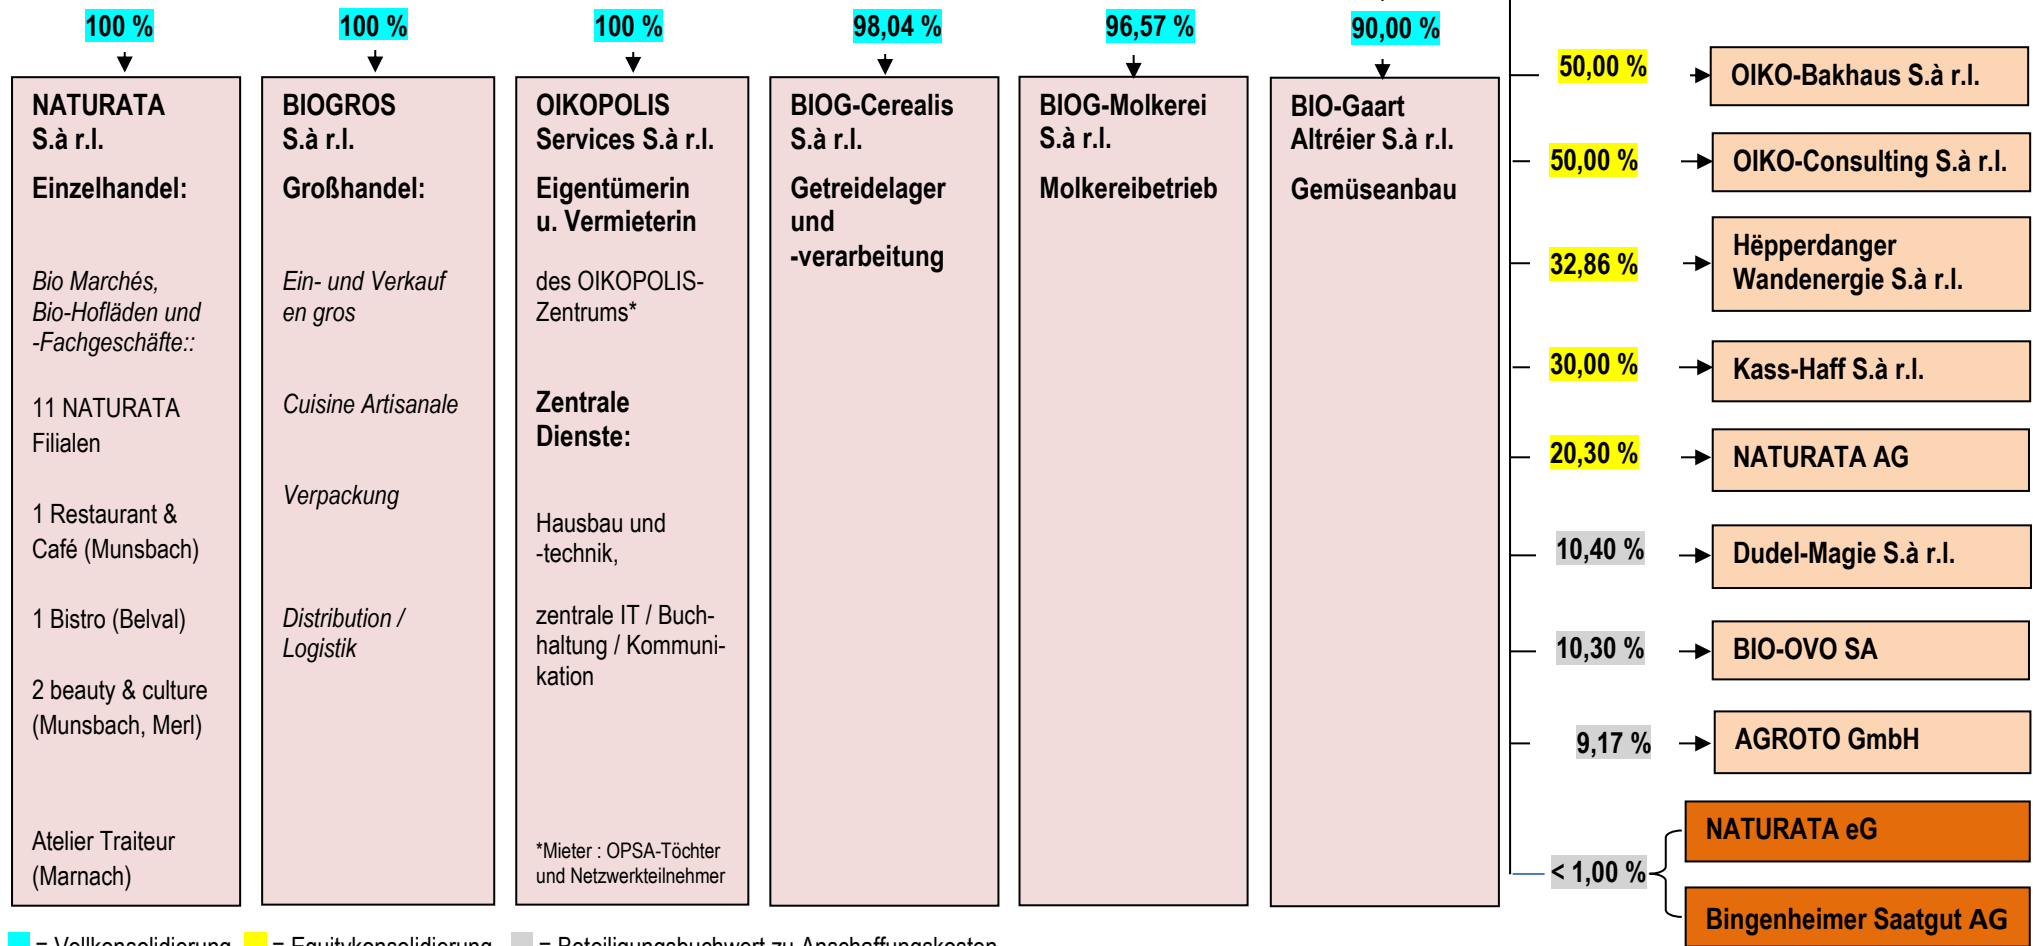 100 %
NATURATA
S.à r.l.
Einzelhandel:
Bio Marchés,
Bio-Hofläden und
-Fachgeschäfte::
11 NATURATA
Filialen
1 Restaurant &
Café (Munsbach)
1 Bistro (Belval)
2 beauty & culture
(Munsbach, Merl)
Atelier Traiteur
(Marnach)
100 %
BIOGROS
S.à r.l.
Großhandel:
Ein- und Verkauf
en gros
Cuisine Artisanale
Verpackung
Distribution /
Logistik
100 %
OIKOPOLIS
Services S.à r.l.
Eigentümerin
u. Vermieterin
des OIKOPOLIS-
Zentrums*
Zentrale
Dienste:
Hausbau und
-technik,
zentrale IT / Buch-
haltung / Kommuni-
kation
*Mieter : OPSA-Töchter
und Netzwerkteilnehmer
98,04 %
BIOG-Cerealis
S.à r.l.
Getreidelager
und
-verarbeitung
96,57 %
BIOG-Molkerei
S.à r.l.
Molkereibetrieb
90,00 %
BIO-Gaart
Altréier S.à r.l.
Gemüseanbau
50,00 %
OIKO-Bakhaus S.à r.l.
50,00 %
OIKO-Consulting S.à r.l.
32,86 %
Hëpperdanger
Wandenergie S.à r.l.
30,00 %
Kass-Haff S.à r.l.
20,30 %
NATURATA AG
10,40 %
Dudel-Magie S.à r.l.
10,30 %
BIO-OVO SA
9,17 %
AGROTO GmbH
< 1,00 %
NATURATA eG
Bingenheimer Saatgut AG
= Vollkonsolidierung = Equitykonsolidierung = Beteiligungsbuchwert zu Anschaffungskosten